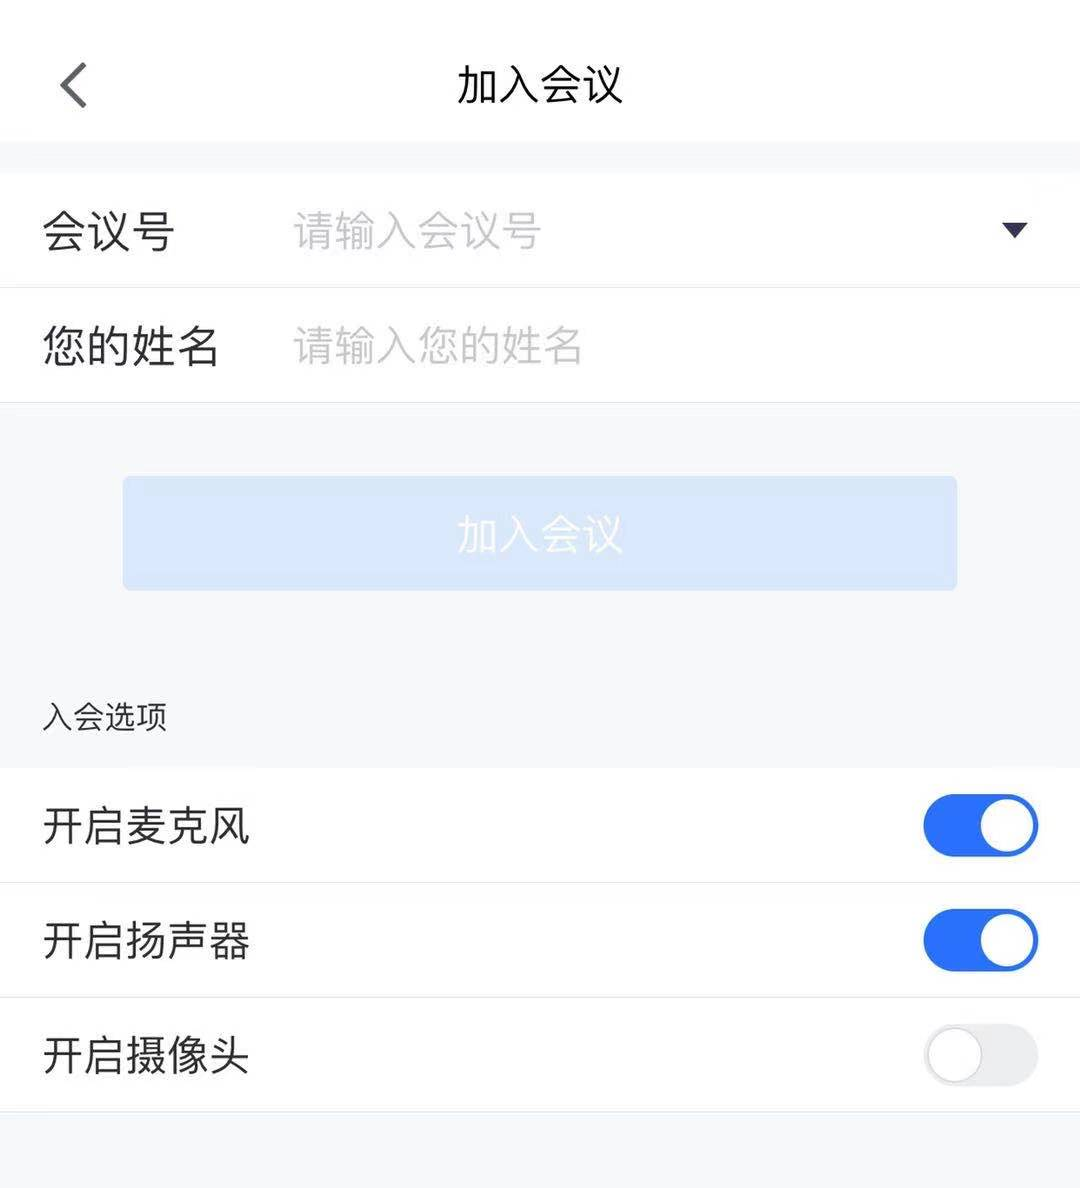 加入会议
会议号 请输入会议号
您的姓名 请输入您的姓名
加入会议
入会选项
开启麦克风
开启扬声器
开启摄像头